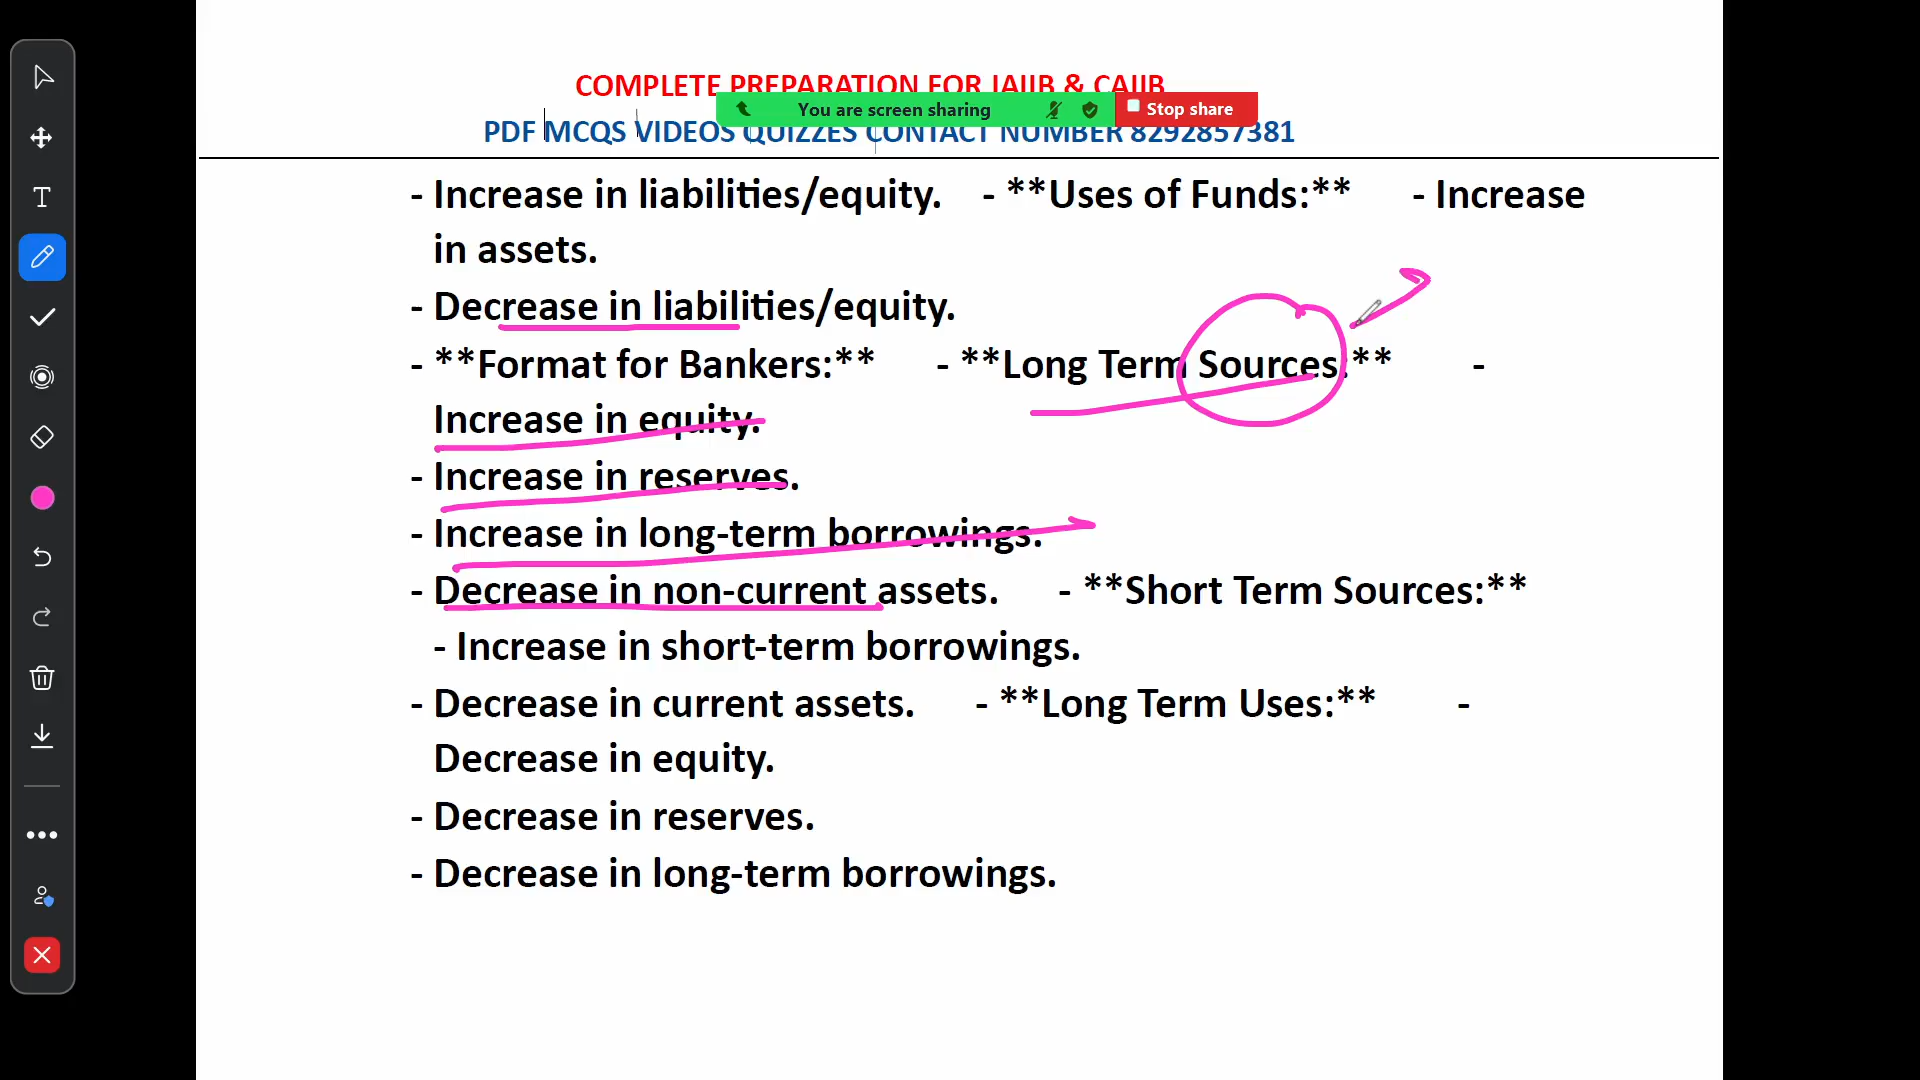 COMPLETE PREPARATION FOR JAIIB & CAIIB
You are screen sharing
Stop share
PDF MCQS VIDEOS QUIZZES CONTACT NUMBER 8292857381
- Increase in liabilities/equity. - **Uses of Funds:** - Increase
in assets.
- Decrease in liabilities/equity.
- **Format for Bankers:** - **Long Term Sources:** -
Increase in equity.
- Increase in reserves.
- Increase in long-term borrowings.
- Decrease in non-current assets. - **Short Term Sources:**
- Increase in short-term borrowings.
- Decrease in current assets. - **Long Term Uses:** -
Decrease in equity.
- Decrease in reserves.
- Decrease in long-term borrowings.